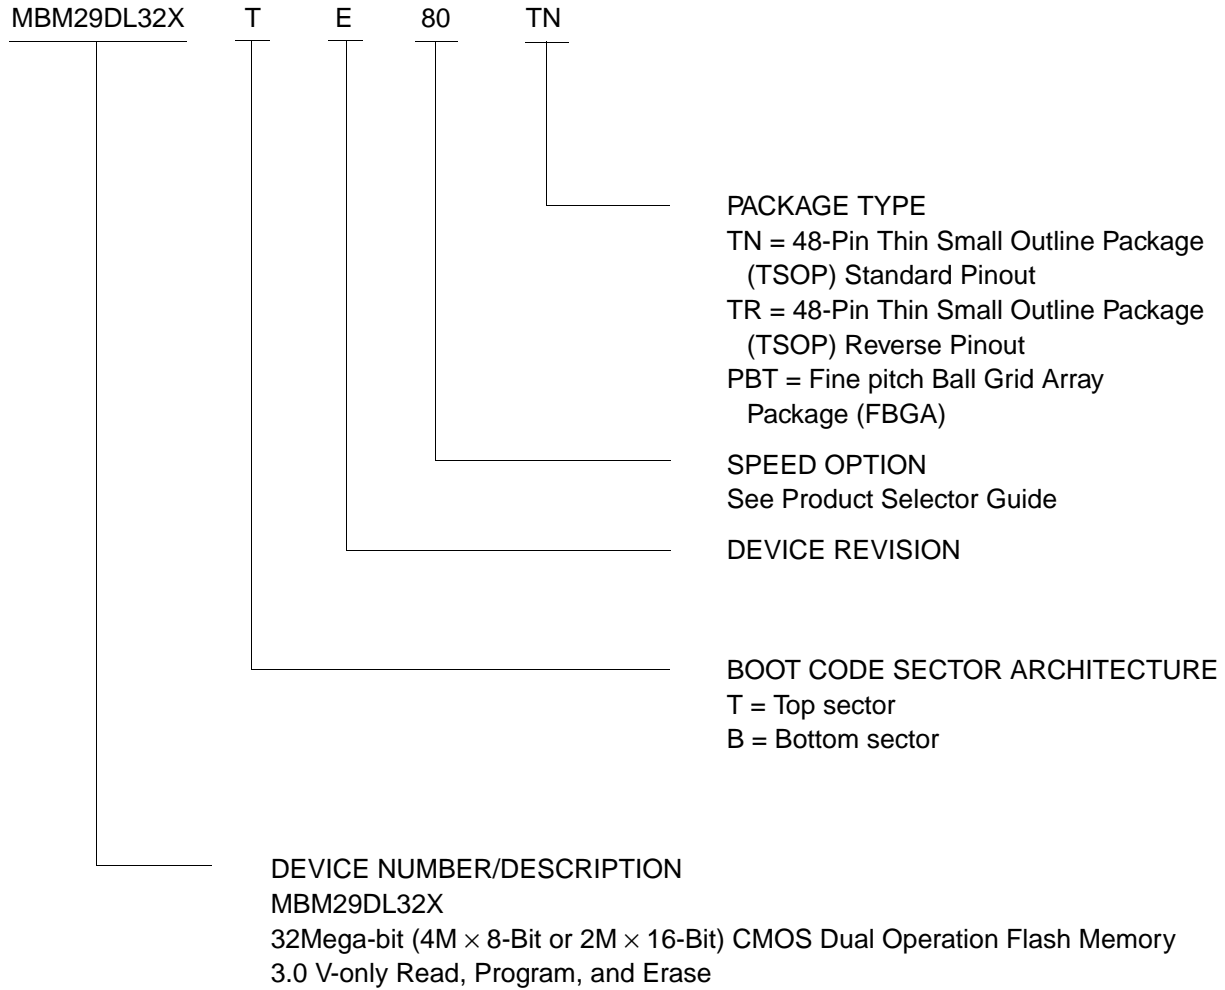 MBM29DL32X T E 80 TN
PACKAGE TYPE
TN = 48-Pin Thin Small Outline Package
(TSOP) Standard Pinout
TR = 48-Pin Thin Small Outline Package
(TSOP) Reverse Pinout
PBT = Fine pitch Ball Grid Array
Package (FBGA)
SPEED OPTION
See Product Selector Guide
DEVICE REVISION
BOOT CODE SECTOR ARCHITECTURE
T = Top sector
B = Bottom sector
DEVICE NUMBER/DESCRIPTION
MBM29DL32X
32Mega-bit (4M × 8-Bit or 2M × 16-Bit) CMOS Dual Operation Flash Memory
3.0 V-only Read, Program, and Erase